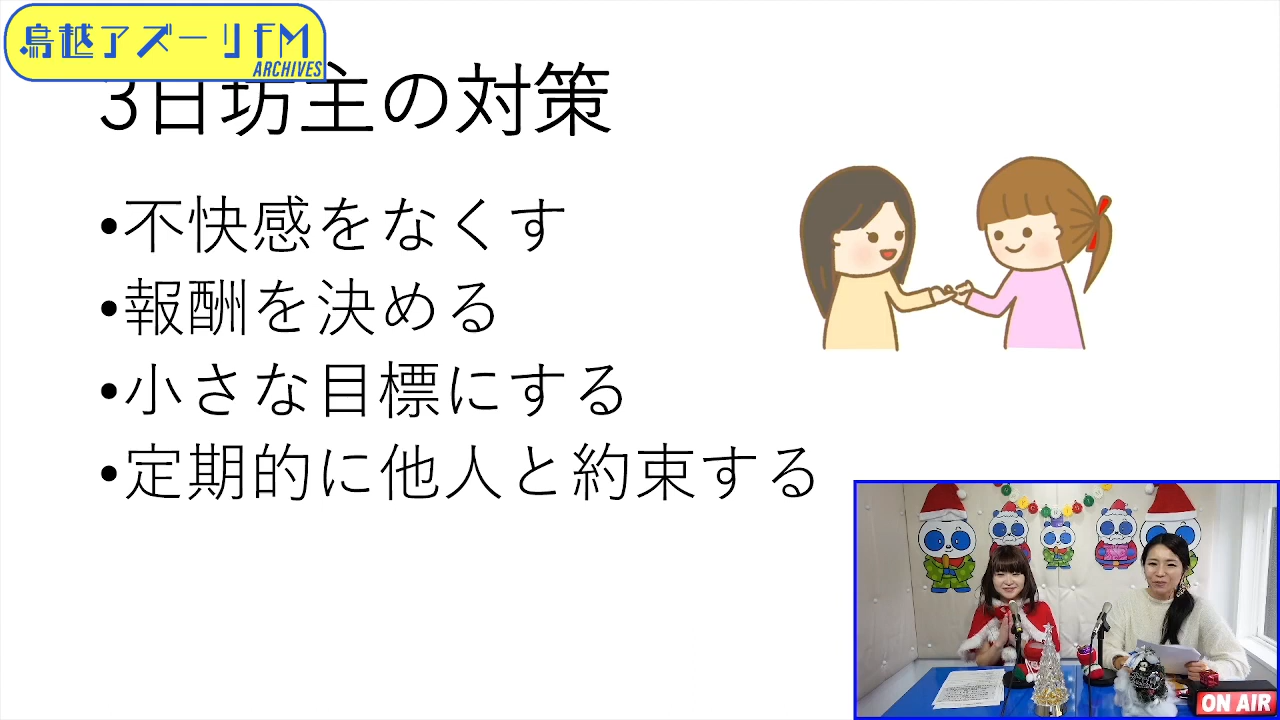 鳥越アズーリFM
ARCHIVES
3日坊主の対策
•不快感をなくす
•報酬を決める
•小さな目標にする
•定期的に他人と約束する
ON AIR